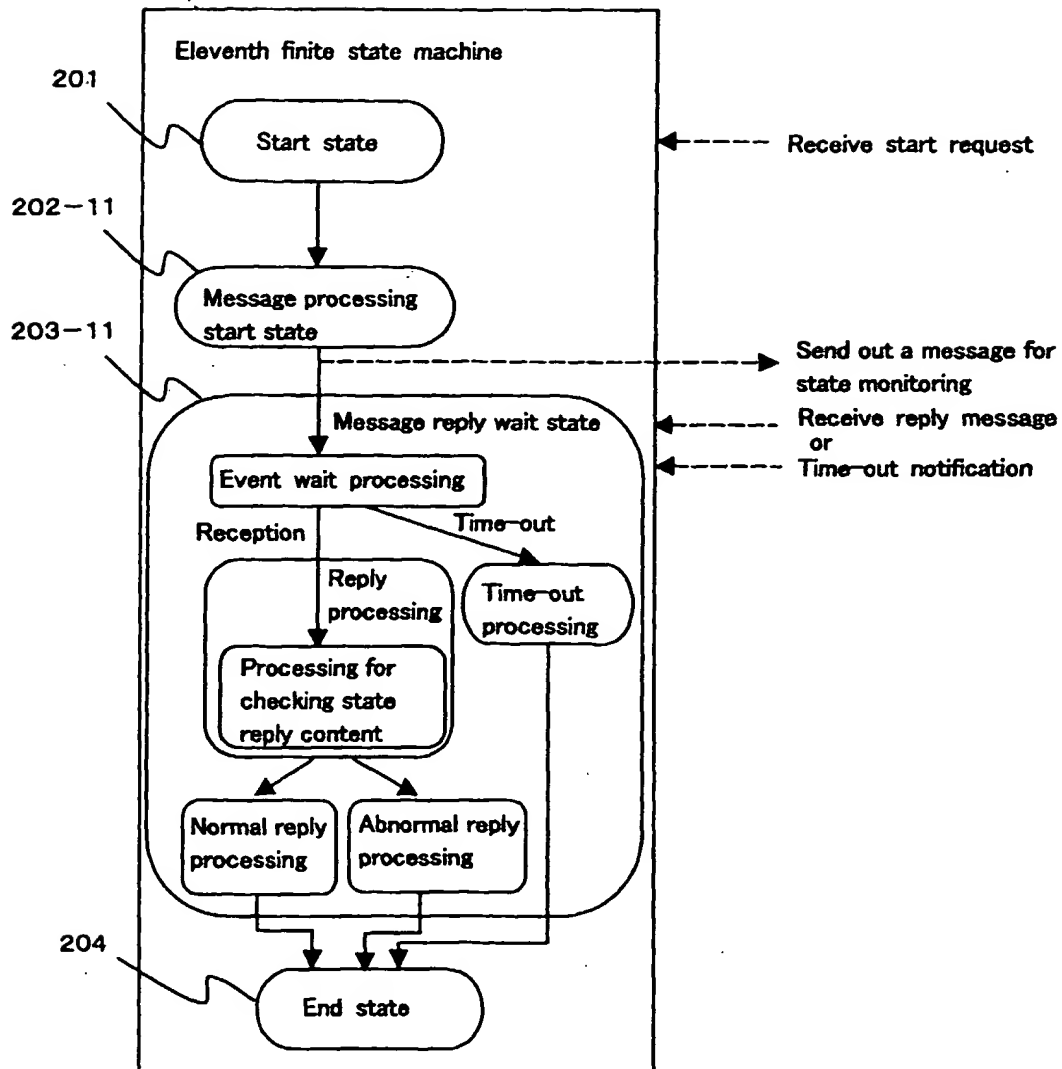 Eleventh finite state machine
201
Start state
Receive start request
202-11
Message processing
start state
203-11
Send out a message for
state monitoring
Message reply wait state
Receive reply message
or
Time-out notification
Event wait processing
Time-out
Reception
Reply
processing
Time-out
processing
Processing for
checking state
reply content
Normal reply
processing
Abnormal reply
processing
204
End state